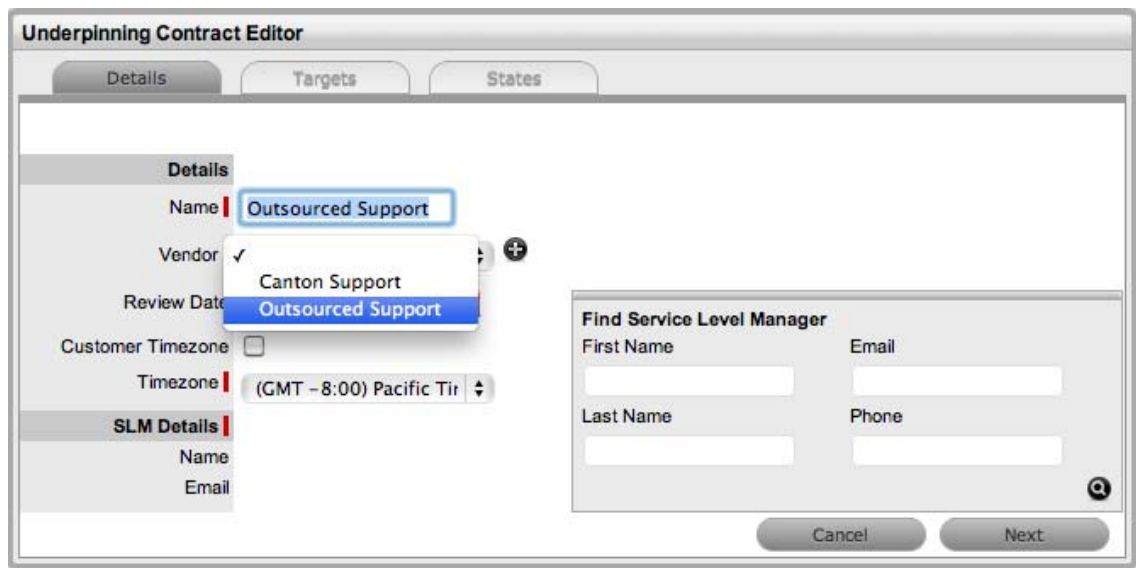 Underpinning Contract Editor
Details Targets States
Details
Name Outsourced Support
Vendor ✓
Canton Support
Review Date Outsourced Support
Find Service Level Manager
Customer Timezone First Name Email
Timezone (GMT -8:00) Pacific Tir
SLM Details Last Name Phone
Name
Email
Cancel Next